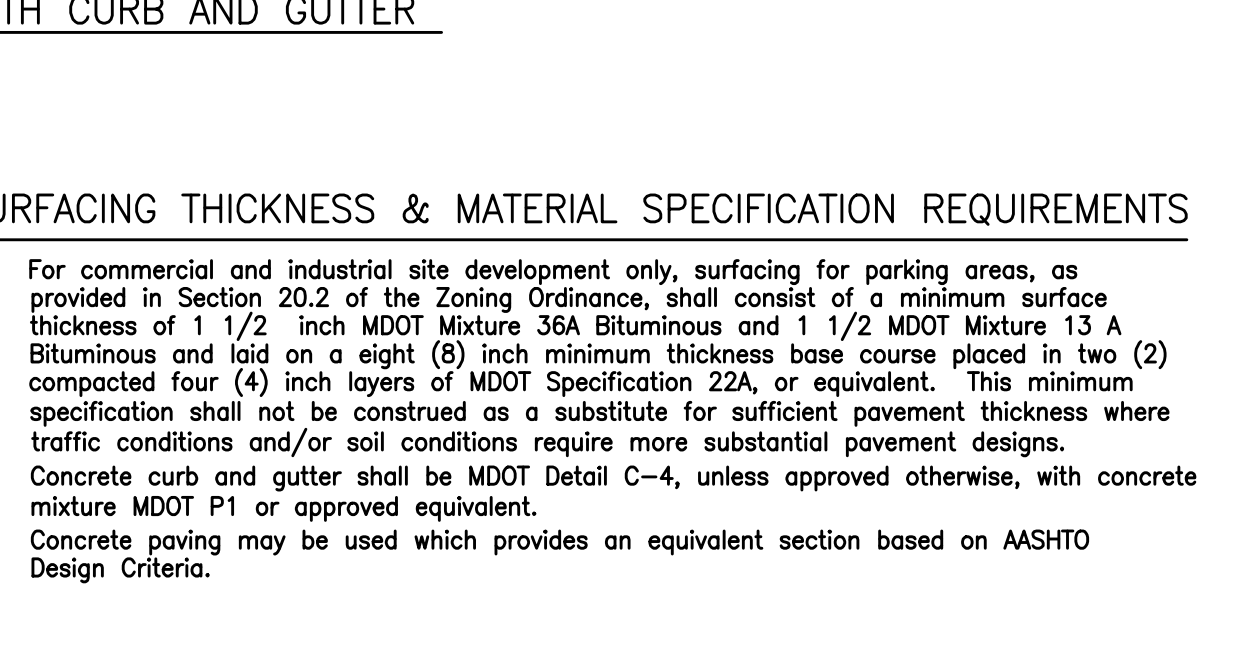 TH CURB AND GUTTER
URFACING THICKNESS & MATERIAL SPECIFICATION REQUIREMENTS
For commercial and industrial site development only, surfacing for parking areas, as
provided in Section 20.2 of the Zoning Ordinance, shall consist of a minimum surface
thickness of 1 1/2 inch MDOT Mixture 36A Bituminous and 1 1/2 MDOT Mixture 13 A
Bituminous and laid on a eight (8) inch minimum thickness base course placed in two (2)
compacted four (4) inch layers of MDOT Specification 22A, or equivalent. This minimum
specification shall not be construed as a substitute for sufficient pavement thickness where
traffic conditions and/or soil conditions require more substantial pavement designs.
Concrete curb and gutter shall be MDOT Detail C-4, unless approved otherwise, with concrete
mixture MDOT P1 or approved equivalent.
Concrete paving may be used which provides an equivalent section based on AASHTO
Design Criteria.